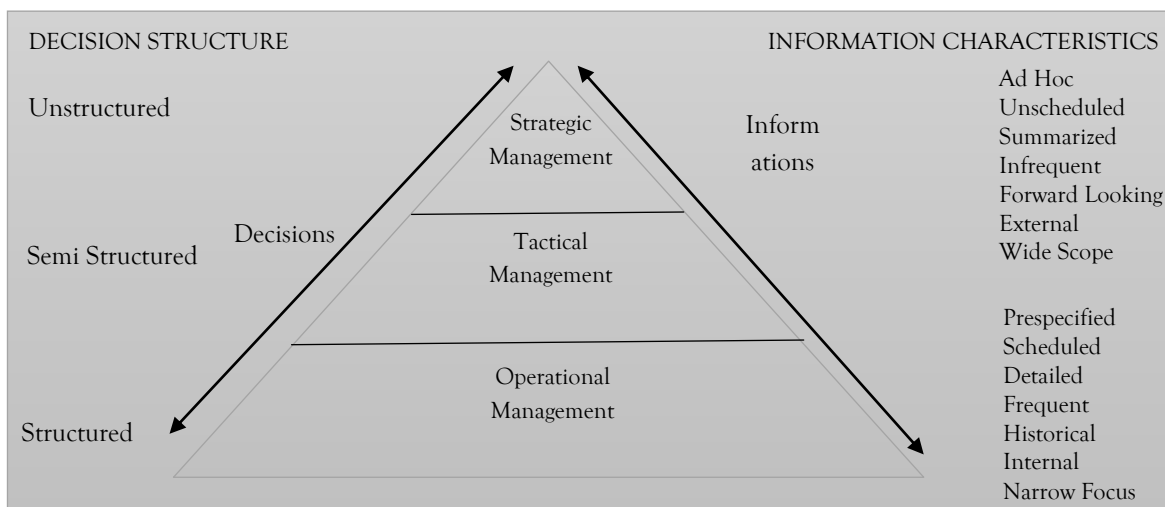 DECISION STRUCTURE
INFORMATION CHARACTERISTICS
Unstructured
Semi Structured
Structured
Decisions
Strategic
Management
Tactical
Management
Operational
Management
Inform
ations
Ad Hoc
Unscheduled
Summarized
Infrequent
Forward Looking
External
Wide Scope
Prespecified
Scheduled
Detailed
Frequent
Historical
Internal
Narrow Focus